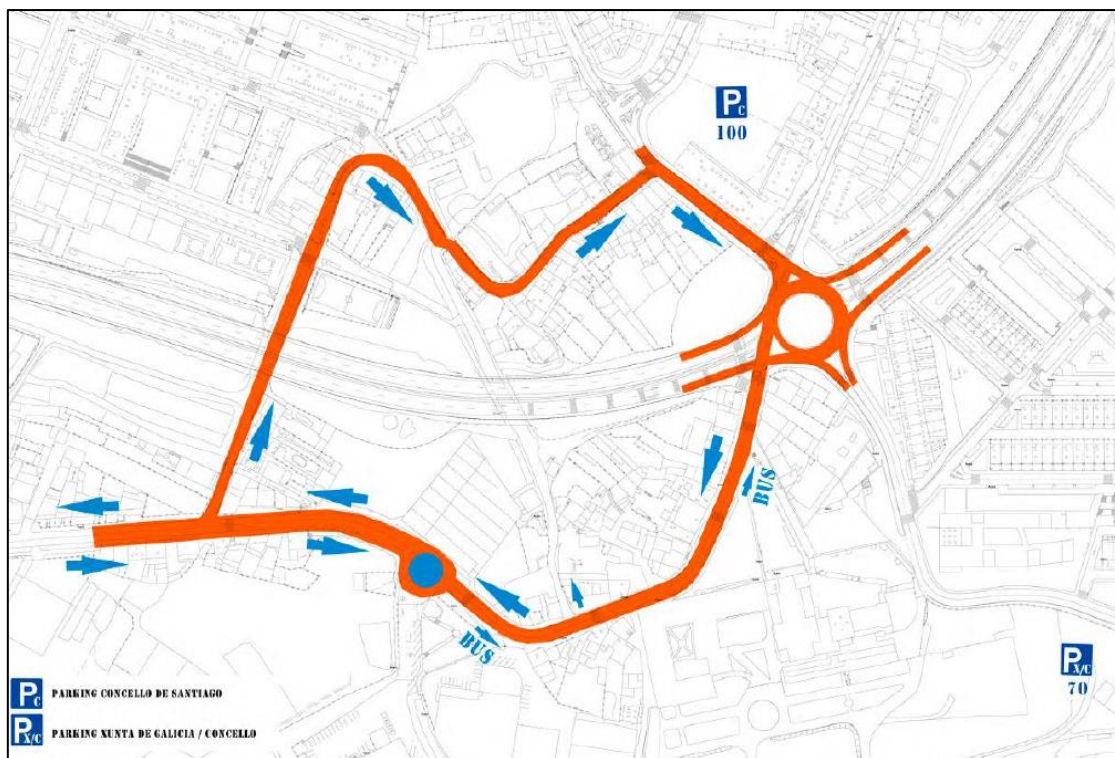 Pc
100
BUS
BUS
Px/c
70
Pc PARKING CONCELLO DE SANTIAGO
Px/c PARKING XUNTA DE GALICIA / CONCELLO